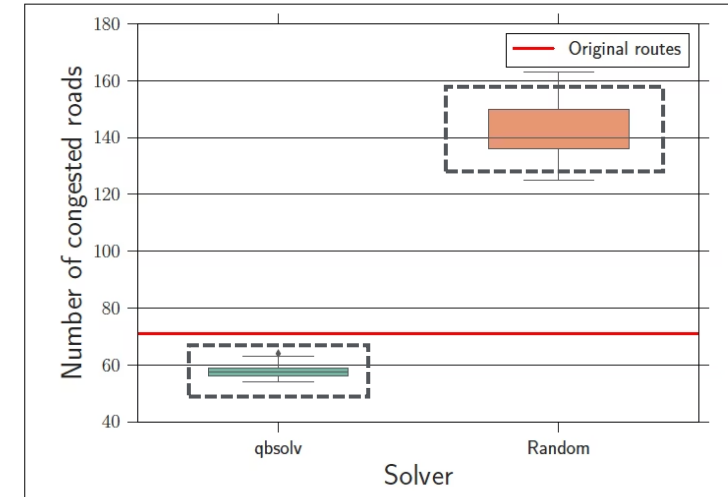 180
160
140
120
100
80
60
40
Number of congested roads
Original routes
qbsolv
Random
Solver